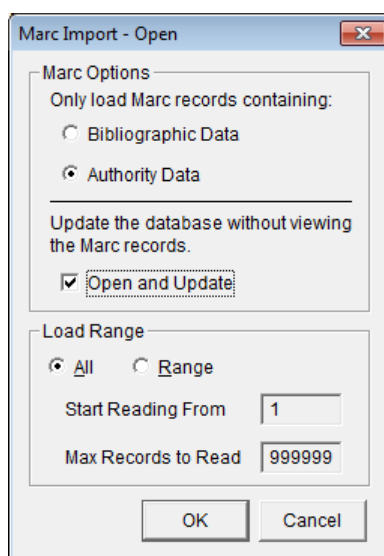 Marc Import - Open
Marc Options
Only load Marc records containing:
Bibliographic Data
Authority Data
Update the database without viewing
the Marc records.
Open and Update
Load Range
All Range
Start Reading From 1
Max Records to Read 999999
OK Cancel